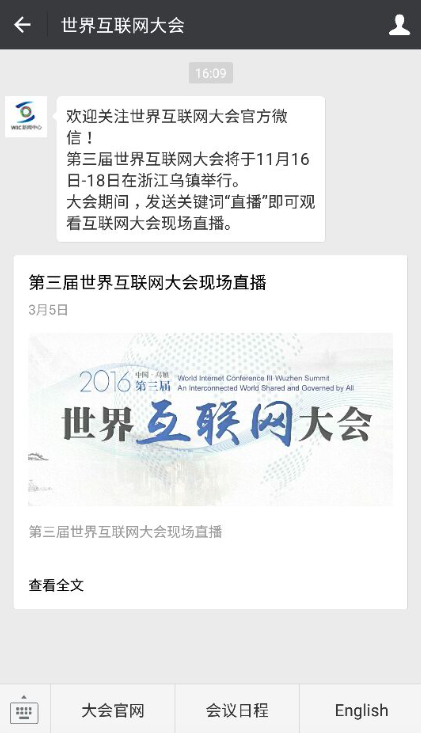 世界互联网大会
16:09
WIC新闻中心
欢迎关注世界互联网大会官方微
信！
第三届世界互联网大会将于11月16
日-18日在浙江乌镇举行。
大会期间，发送关键词“直播”即可观
看互联网大会现场直播。
第三届世界互联网大会现场直播
3月5日
2016
中国·乌镇
第三届
World Internet Conference III Wuzhen Summit
An Interconnected World Shared and Governed by All
世界互联网大会
第三届世界互联网大会现场直播
查看全文
大会官网
会议日程
English